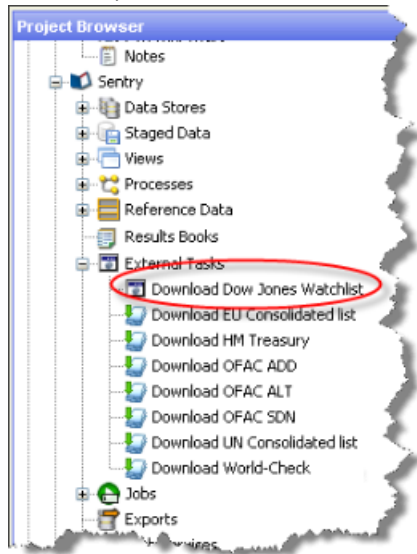 Project Browser
Notes
Sentry
Data Stores
Staged Data
Views
Processes
Reference Data
Results Books
External Tasks
Download Dow Jones Watchlist
Download EU Consolidated list
Download HM Treasury
Download OFAC ADD
Download OFAC ALT
Download OFAC SDN
Download UN Consolidated list
Download World-Check
Jobs
Exports